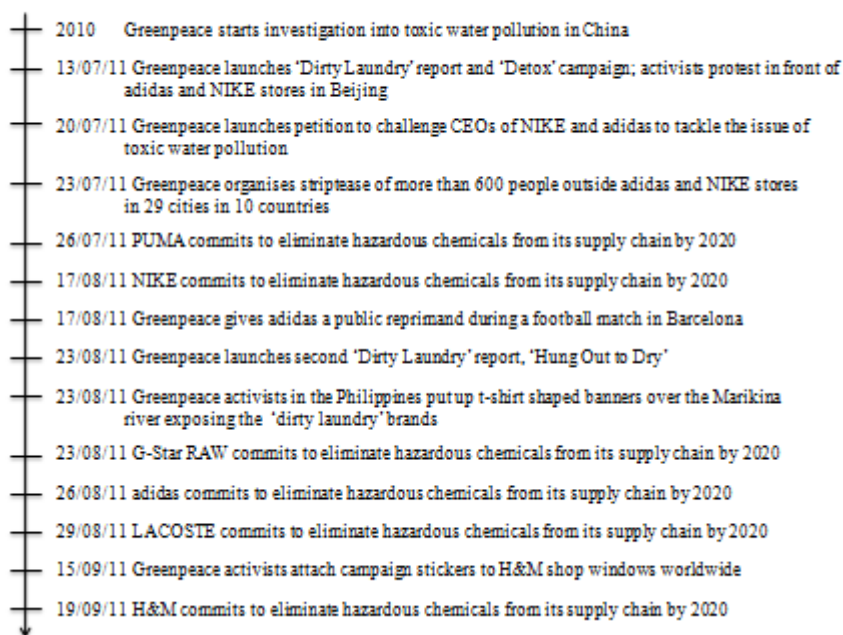 2010 Greenpeace starts investigation into toxic water pollution in China
13/07/11 Greenpeace launches 'Dirty Laundry' report and 'Detox' campaign; activists protest in front of
adidas and NIKE stores in Beijing
20/07/11 Greenpeace launches petition to challenge CEOs of NIKE and adidas to tackle the issue of
toxic water pollution
23/07/11 Greenpeace organises striptease of more than 600 people outside adidas and NIKE stores
in 29 cities in 10 countries
26/07/11 PUMA commits to eliminate hazardous chemicals from its supply chain by 2020
17/08/11 NIKE commits to eliminate hazardous chemicals from its supply chain by 2020
17/08/11 Greenpeace gives adidas a public reprimand during a football match in Barcelona
23/08/11 Greenpeace launches second 'Dirty Laundry' report, 'Hung Out to Dry'
23/08/11 Greenpeace activists in the Philippines put up t-shirt shaped banners over the Marikina
river exposing the 'dirty laundry' brands
23/08/11 G-Star RAW commits to eliminate hazardous chemicals from its supply chain by 2020
26/08/11 adidas commits to eliminate hazardous chemicals from its supply chain by 2020
29/08/11 LACOSTE commits to eliminate hazardous chemicals from its supply chain by 2020
15/09/11 Greenpeace activists attach campaign stickers to H&M shop windows worldwide
19/09/11 H&M commits to eliminate hazardous chemicals from its supply chain by 2020